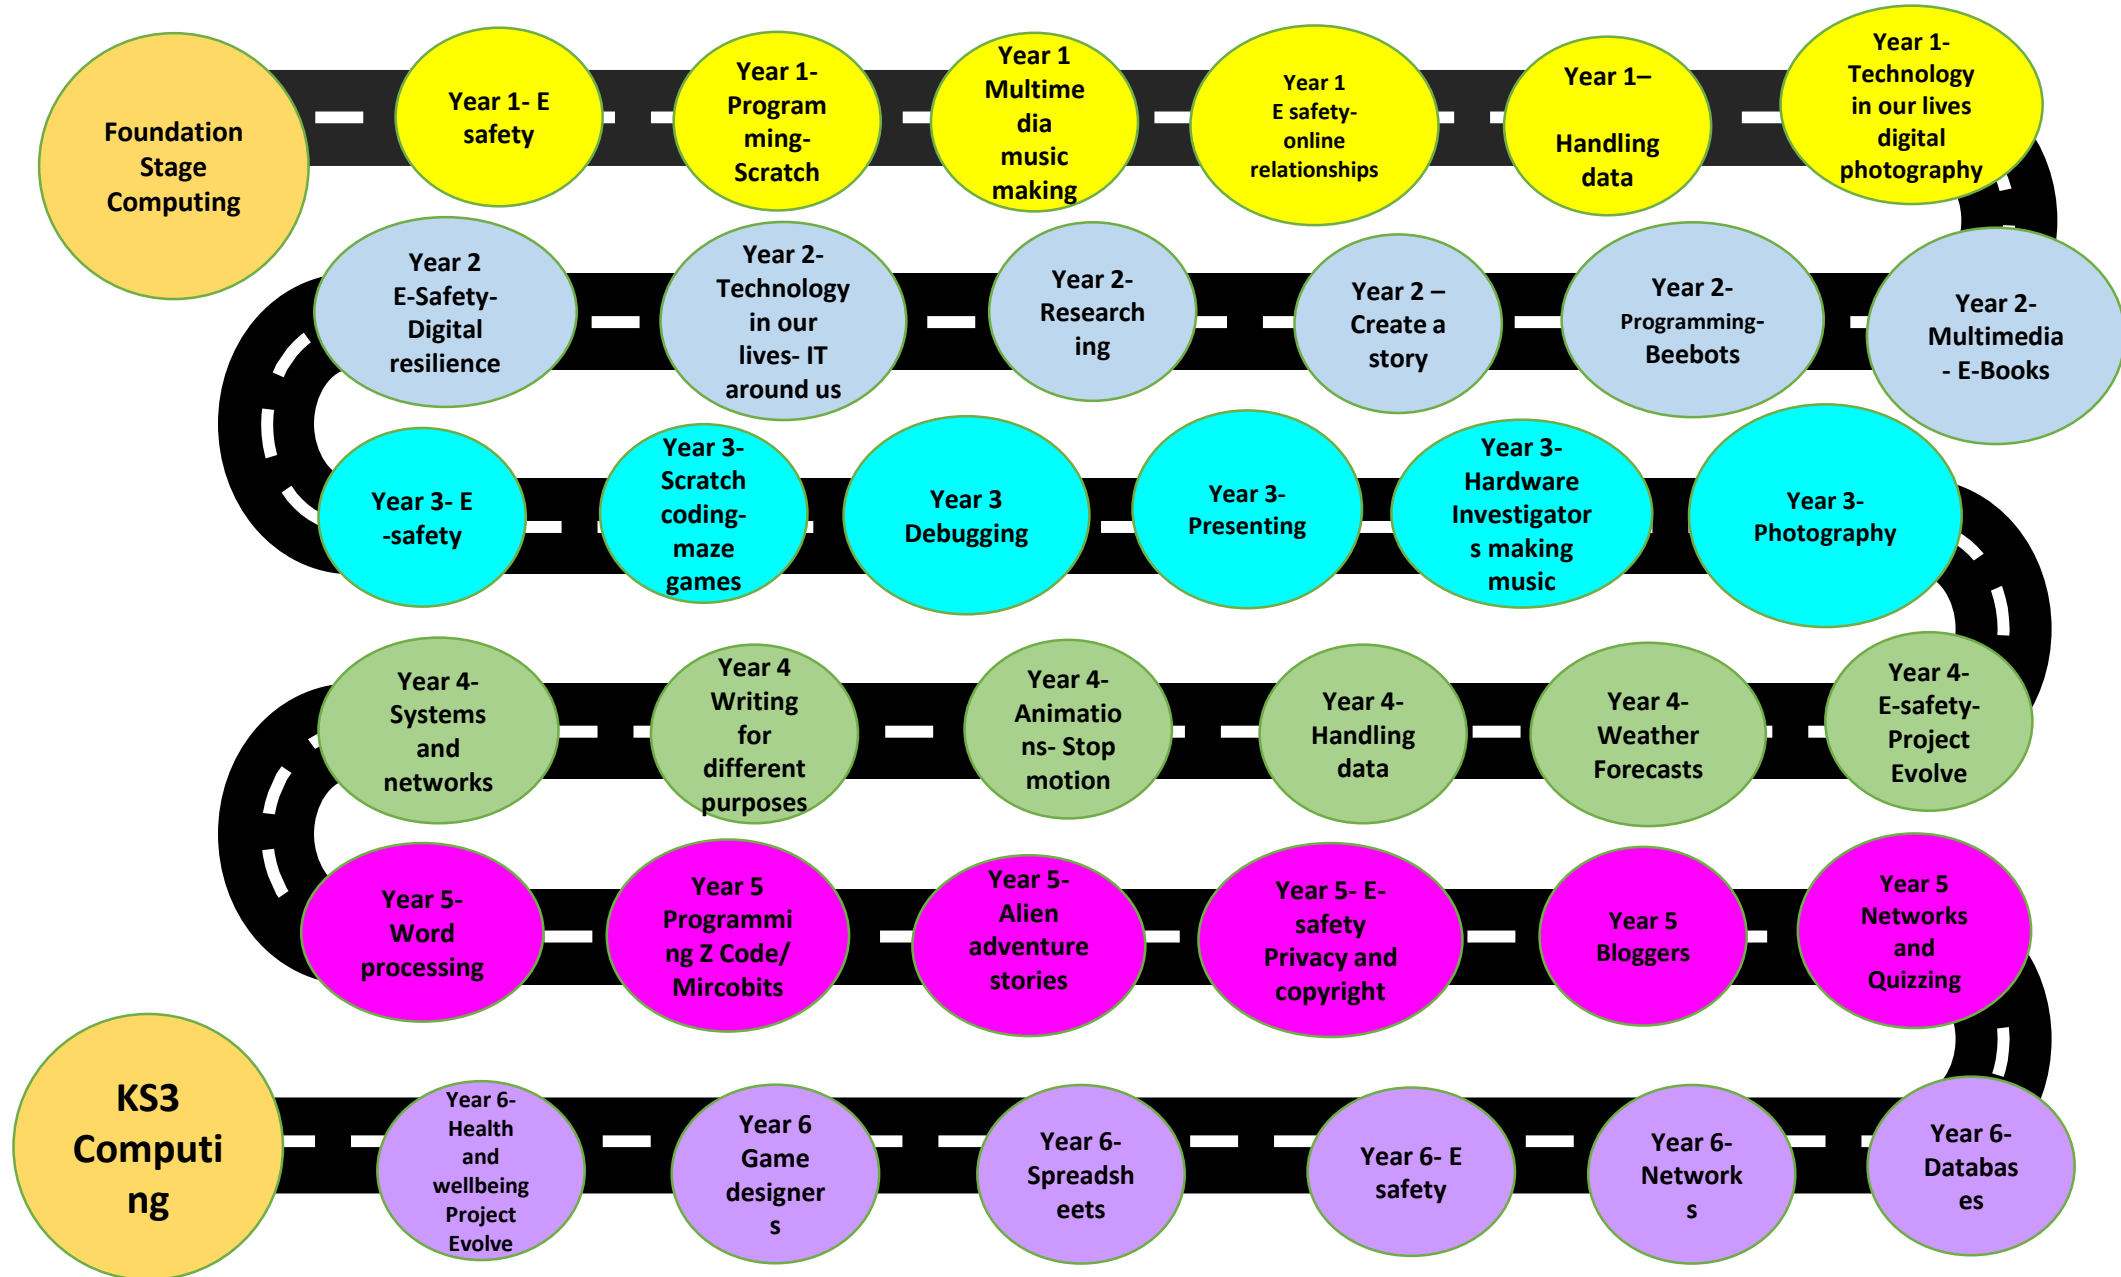 Foundation
Stage
Computing
Year 1- E
safety
Year 1-
Program
ming-
Scratch
Year 1
Multime
dia
music
making
Year 1
E safety-
online
relationships
Year 1–
Handling
data
Year 1-
Technology
in our lives
digital
photography
Year 2
E-Safety-
Digital
resilience
Year 2-
Technology
in our
lives- IT
around us
Year 2-
Research
ing
Year 2 –
Create a
story
Year 2-
Programming-
Beebots
Year 2-
Multimedia
- E-Books
Year 3- E
-safety
Year 3-
Scratch
coding-
maze
games
Year 3
Debugging
Year 3-
Presenting
Year 3-
Hardware
Investigator
s making
music
Year 3-
Photography
Year 4-
Systems
and
networks
Year 4
Writing
for
different
purposes
Year 4-
Animatio
ns- Stop
motion
Year 4-
Handling
data
Year 4-
Weather
Forecasts
Year 4-
E-safety-
Project
Evolve
Year 5-
Word
processing
Year 5
Programmi
ng Z Code/
Mircobits
Year 5-
Alien
adventure
stories
Year 5- E-
safety
Privacy and
copyright
Year 5
Bloggers
Year 5
Networks
and
Quizzing
KS3
Computi
ng
Year 6-
Health
and
wellbeing
Project
Evolve
Year 6
Game
designer
s
Year 6-
Spreadsh
eets
Year 6- E
safety
Year 6-
Network
s
Year 6-
Databas
es